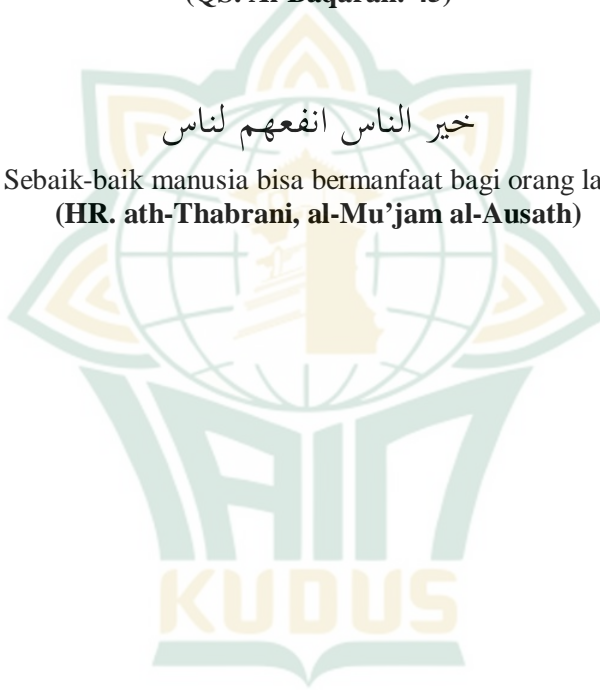 خير الناس انفعهم لناس
Sebaik-baik manusia bisa bermanfaat bagi orang
(HR. ath-Thabrani, al-Mu’jam al-Ausath)
IAIN
KUDUS